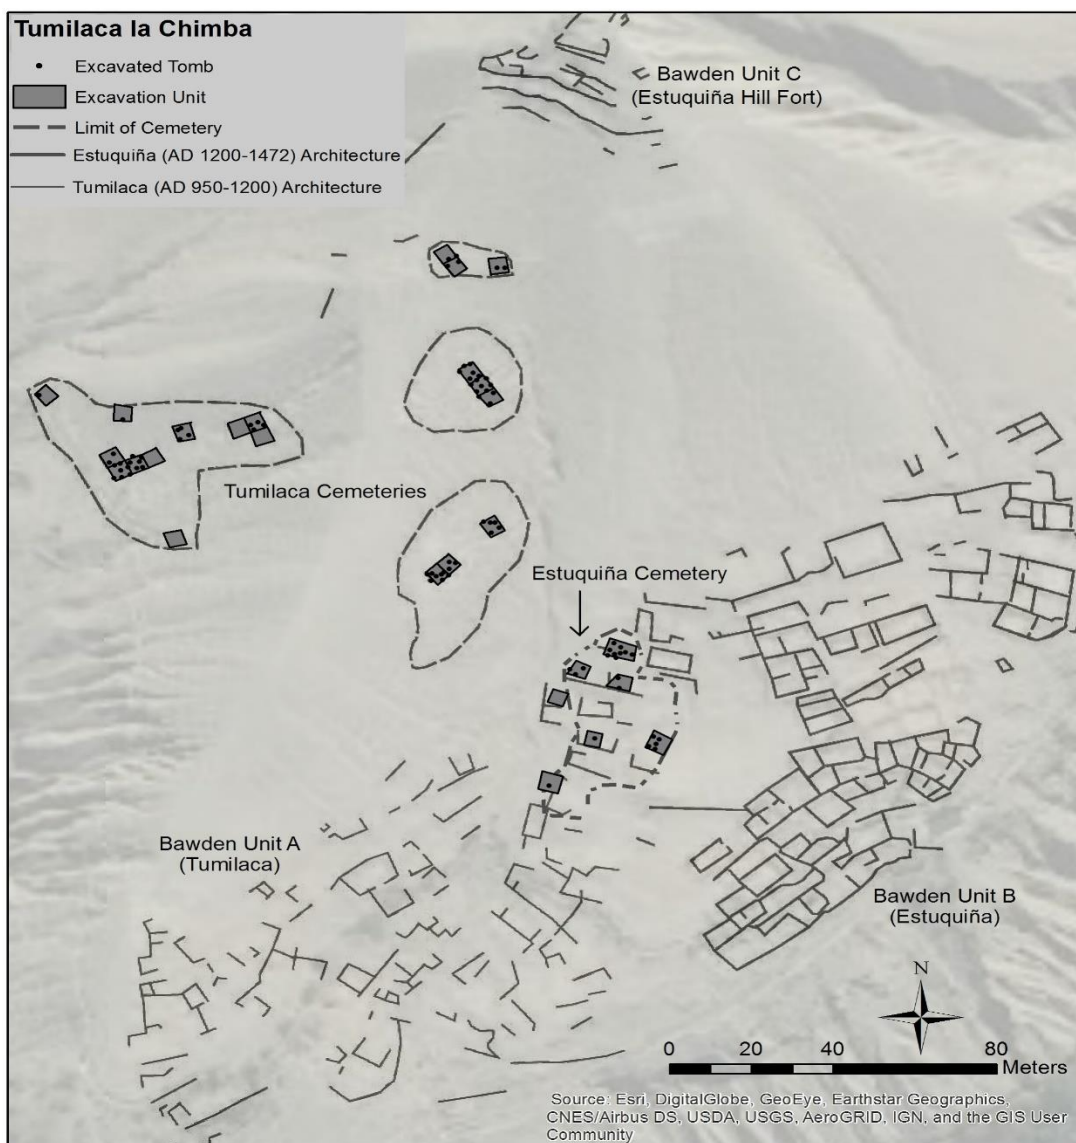 Tumilaca la Chimba
Excavated Tomb
Excavation Unit
Limit of Cemetery
Estuquiña (AD 1200-1472) Architecture
Tumilaca (AD 950-1200) Architecture
Bawden Unit C
(Estuquiña Hill Fort)
Tumilaca Cemeteries
Estuquiña Cemetery
Bawden Unit A
(Tumilaca)
Bawden Unit B
(Estuquiña)
N
0 20 40 80
Meters
Source: Esri, DigitalGlobe, GeoEye, Earthstar Geographics,
CNES/Airbus DS, USDA, USGS, AeroGRID, IGN, and the GIS User
Community